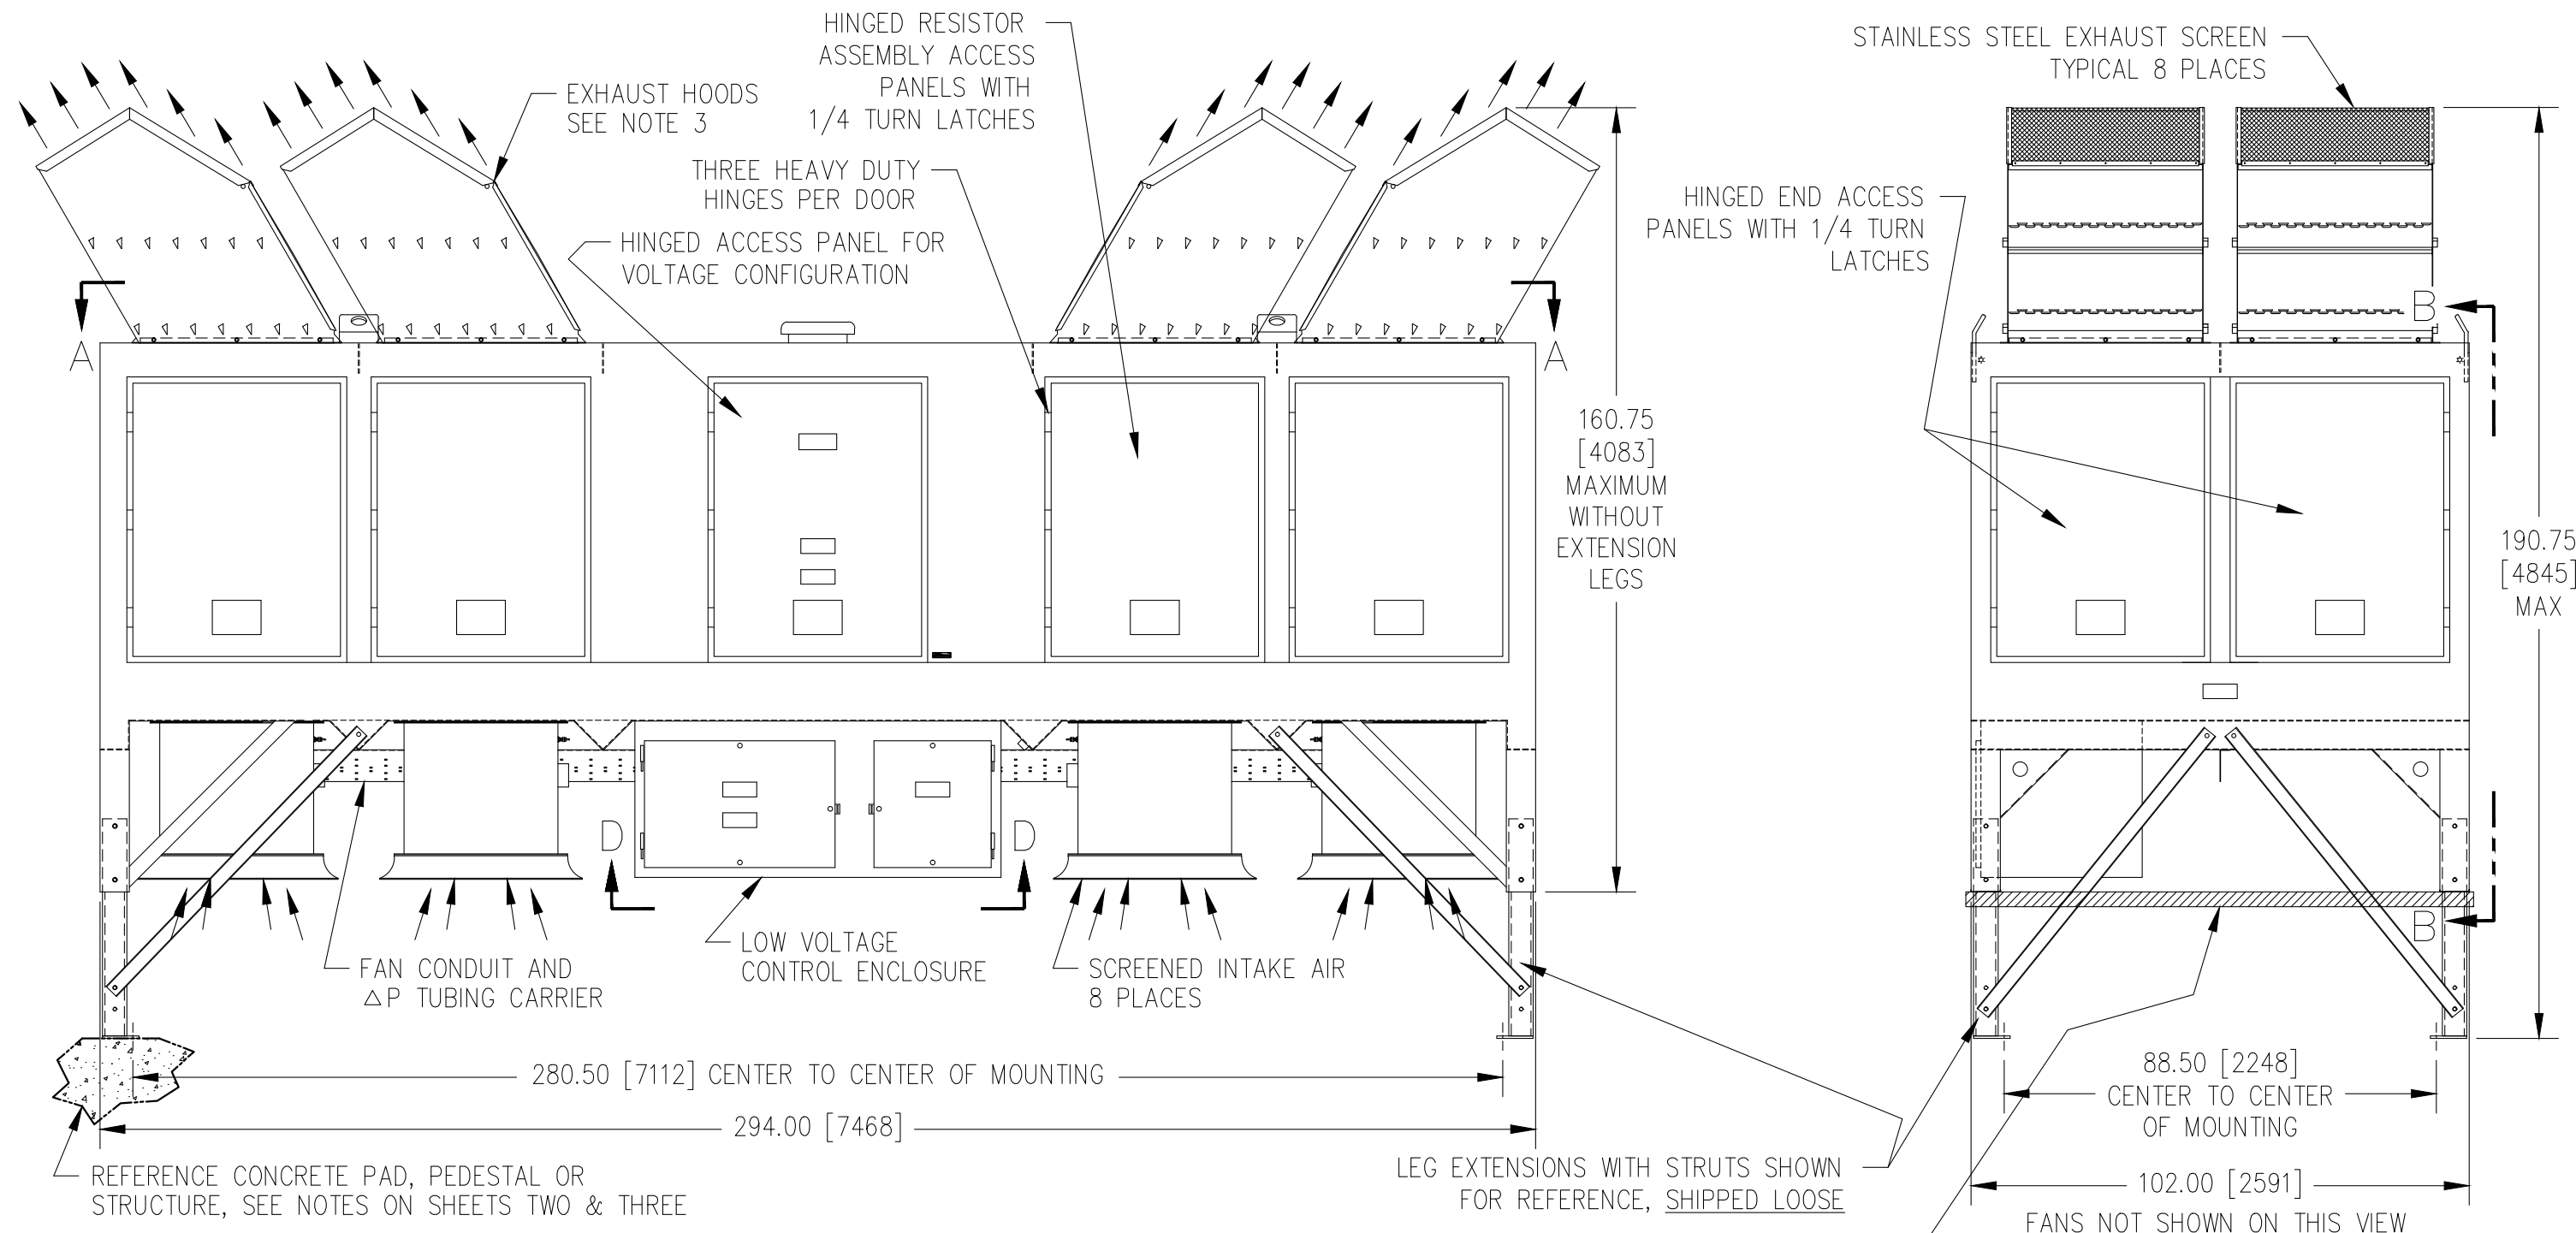 HINGED RESISTOR
ASSEMBLY ACCESS
PANELS WITH
1/4 TURN LATCHES
EXHAUST HOODS
SEE NOTE 3
THREE HEAVY DUTY
HINGES PER DOOR
HINGED ACCESS PANEL FOR
VOLTAGE CONFIGURATION
STAINLESS STEEL EXHAUST SCREEN
TYPICAL 8 PLACES
HINGED END ACCESS
PANELS WITH 1/4 TURN
LATCHES
A
A
B
160.75
[4083]
MAXIMUM
WITHOUT
EXTENSION
LEGS
190.75
[4845]
MAX
D
D
B
FAN CONDUIT AND
△P TUBING CARRIER
LOW VOLTAGE
CONTROL ENCLOSURE
SCREENED INTAKE AIR
8 PLACES
280.50 [7112] CENTER TO CENTER OF MOUNTING
294.00 [7468]
88.50 [2248]
CENTER TO CENTER
OF MOUNTING
REFERENCE CONCRETE PAD, PEDESTAL OR
STRUCTURE, SEE NOTES ON SHEETS TWO & THREE
LEG EXTENSIONS WITH STRUTS SHOWN
FOR REFERENCE, SHIPPED LOOSE
102.00 [2591]
FANS NOT SHOWN ON THIS VIEW